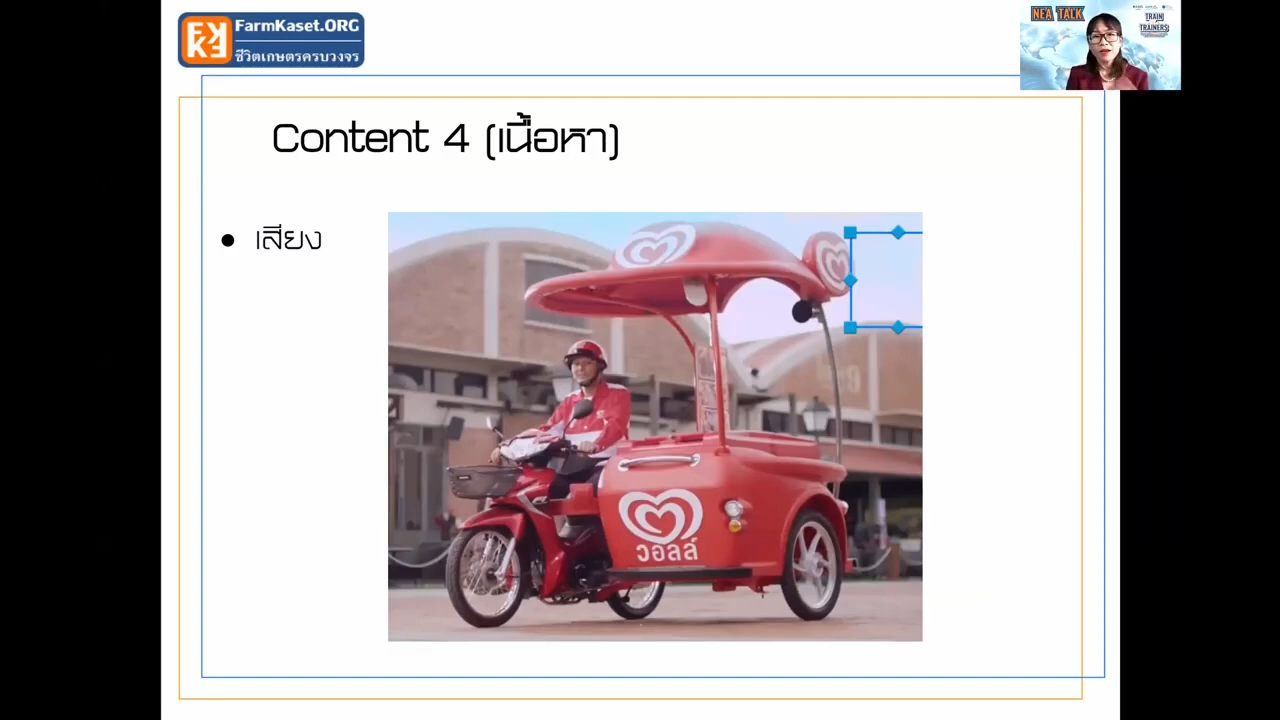 FarmKaset.ORG
ชีวิตเกษตรครบวงจร
NEA TALK
TRAIN
TRAINERS
Content 4 (เนื้อหา)
• เสียง
วอลล์